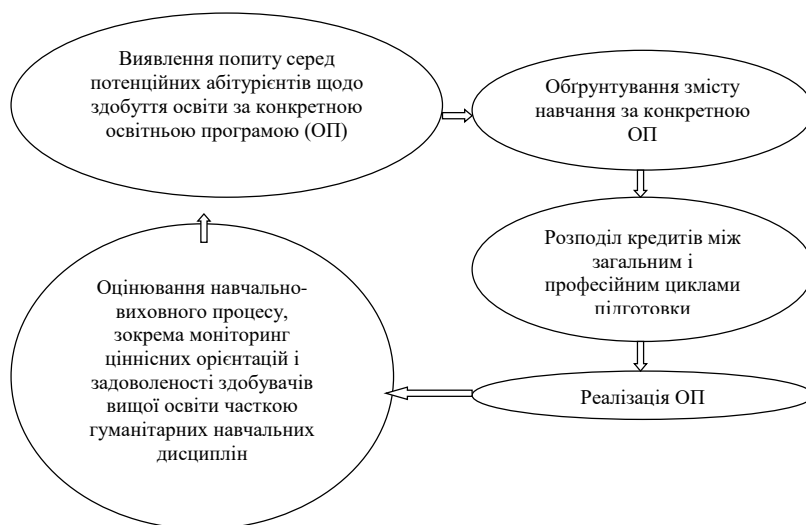 Виявлення попиту серед
потенційних абітурієнтів щодо
здобуття освіти за конкретною
освітньою програмою (ОП)
Обґрунтування змісту
навчання за конкретною
ОП
Розподіл кредитів між
загальним і
професійним циклами
підготовки
Реалізація ОП
Оцінювання навчально-
виховного процесу,
зокрема моніторинг
ціннісних орієнтацій і
задоволеності здобувачів
вищої освіти часткою
гуманітарних навчальних
дисциплін